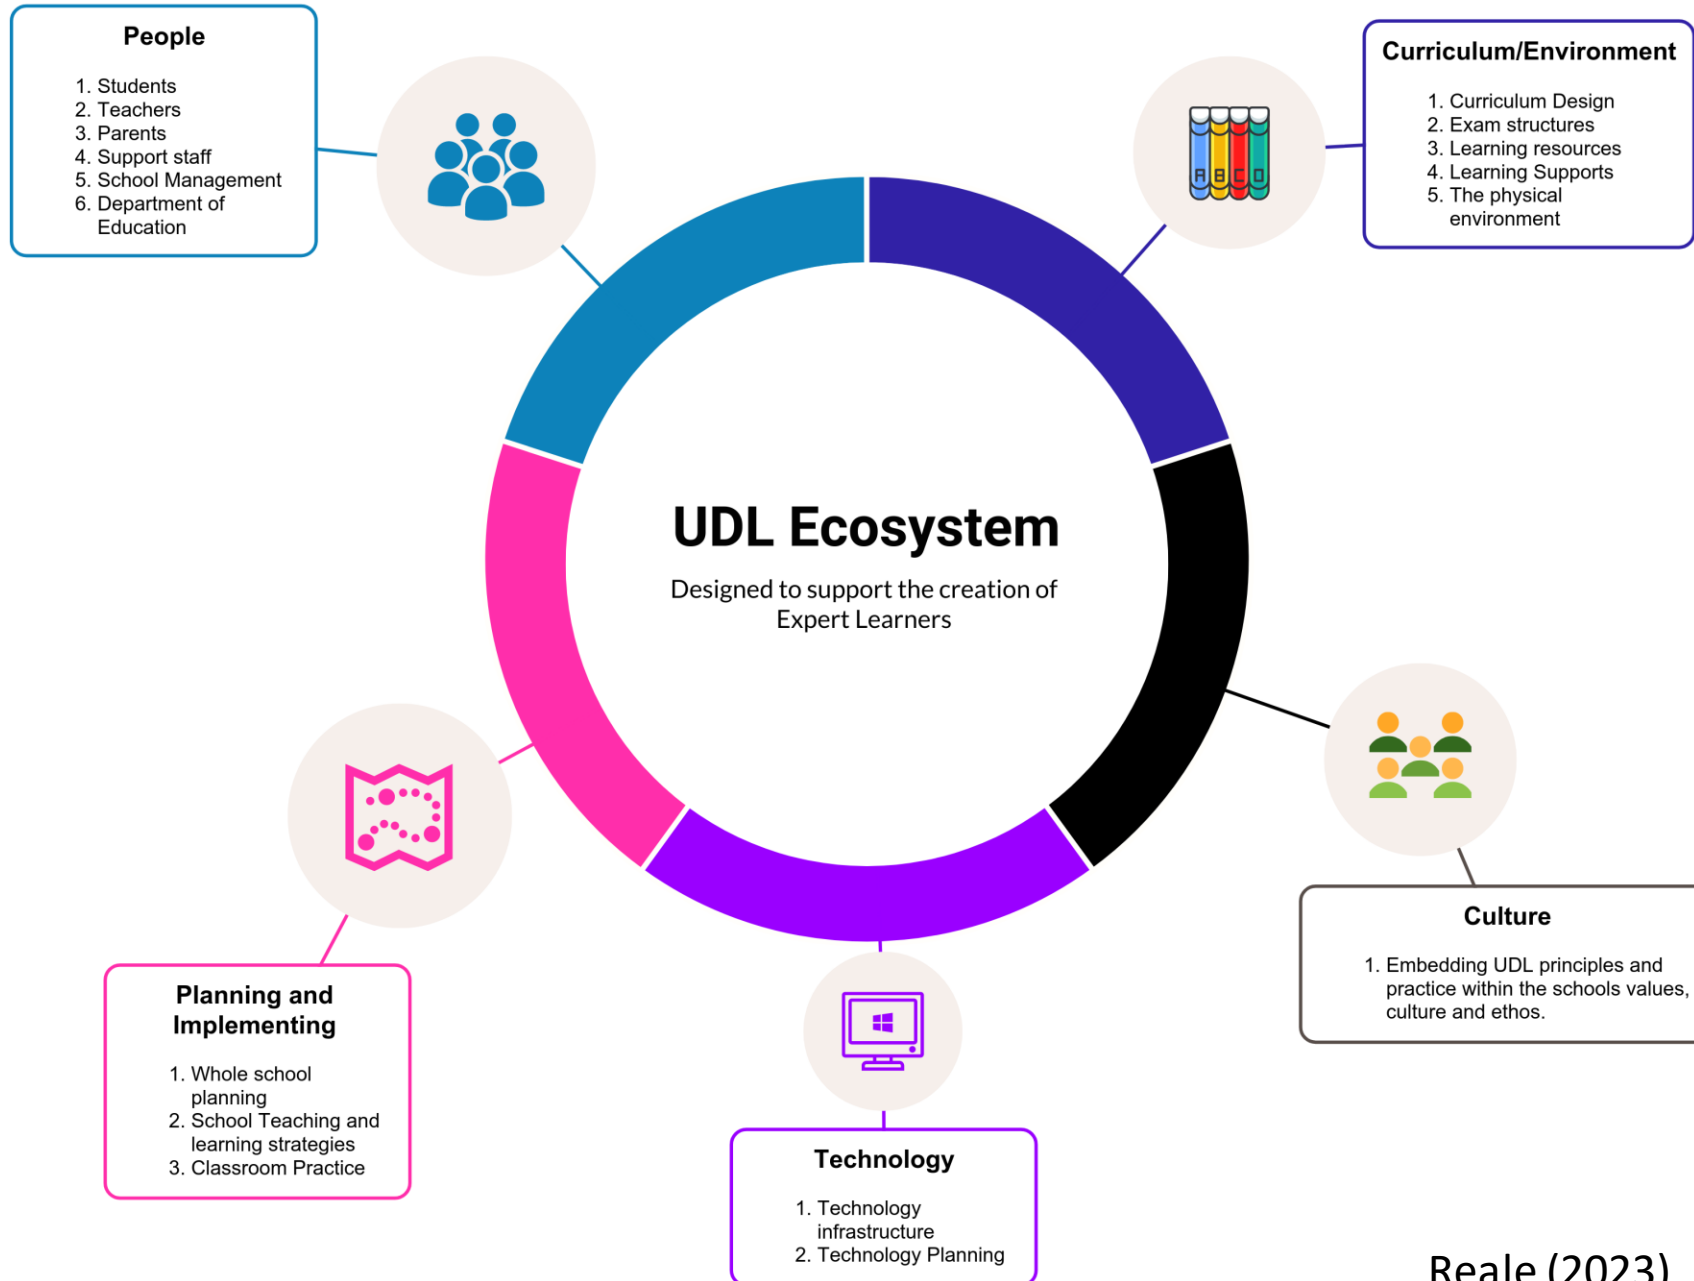 People
1. Students
2. Teachers
3. Parents
4. Support staff
5. School Management
6. Department of
Education
Curriculum/Environment
1. Curriculum Design
2. Exam structures
3. Learning resources
4. Learning Supports
5. The physical
environment
A B C D
UDL Ecosystem
Designed to support the creation of
Expert Learners
Culture
1. Embedding UDL principles and
practice within the schools values,
culture and ethos.
Planning and
Implementing
1. Whole school
planning
2. School Teaching and
learning strategies
3. Classroom Practice
Technology
1. Technology
infrastructure
2. Technology Planning
Reale (2023)